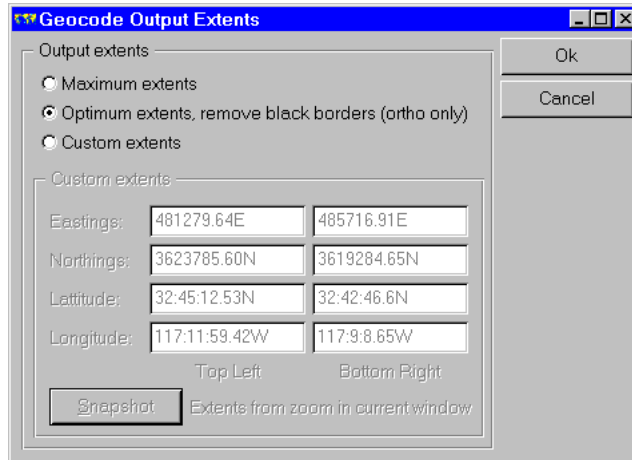 Geocode Output Extents
Output extents
Ok
Maximum extents
Cancel
Optimum extents, remove black borders (ortho only)
Custom extents
Custom extents
Eastings: 481279.64E 485716.91E
Northings: 3623785.60N 3619284.65N
Lattitude: 32:45:12.53N 32:42:46.6N
Longitude: 117:11:59.42W 117:9:8.65W
Top Left Bottom Right
Snapshot Extents from zoom in current window